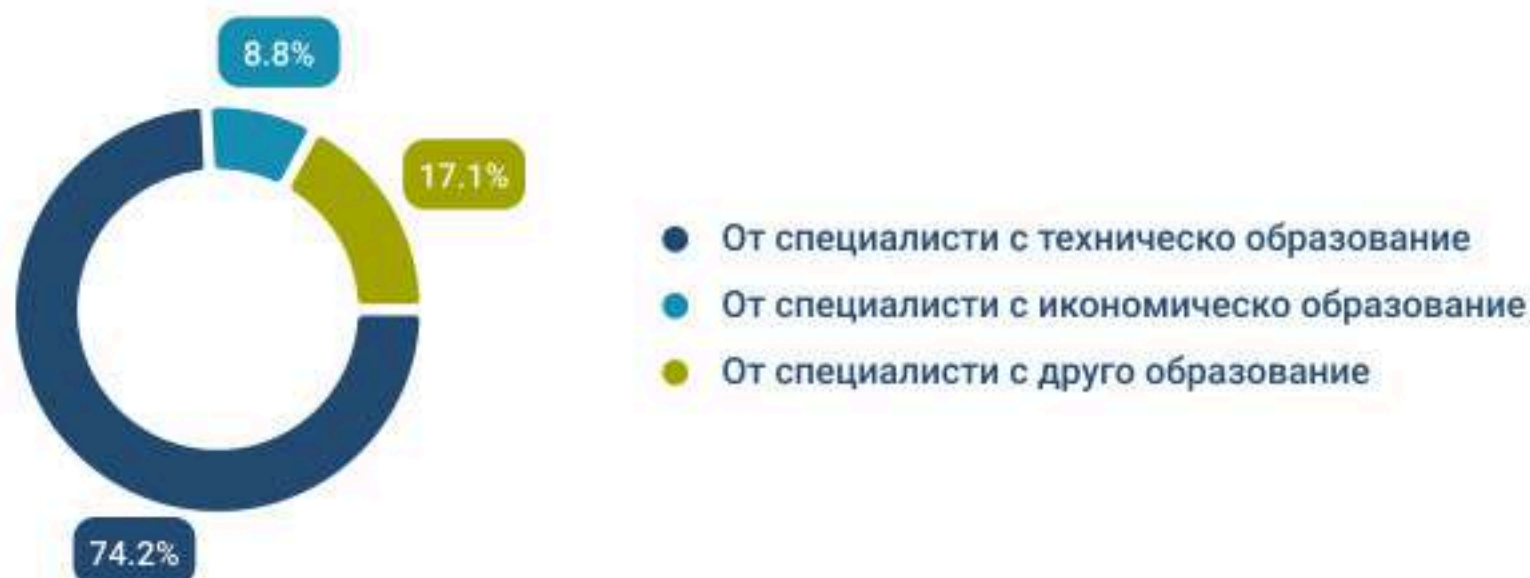 8.8%
17.1%
74.2%
От специалисти с техническо образование
От специалисти с икономическо образование
От специалисти с друго образование